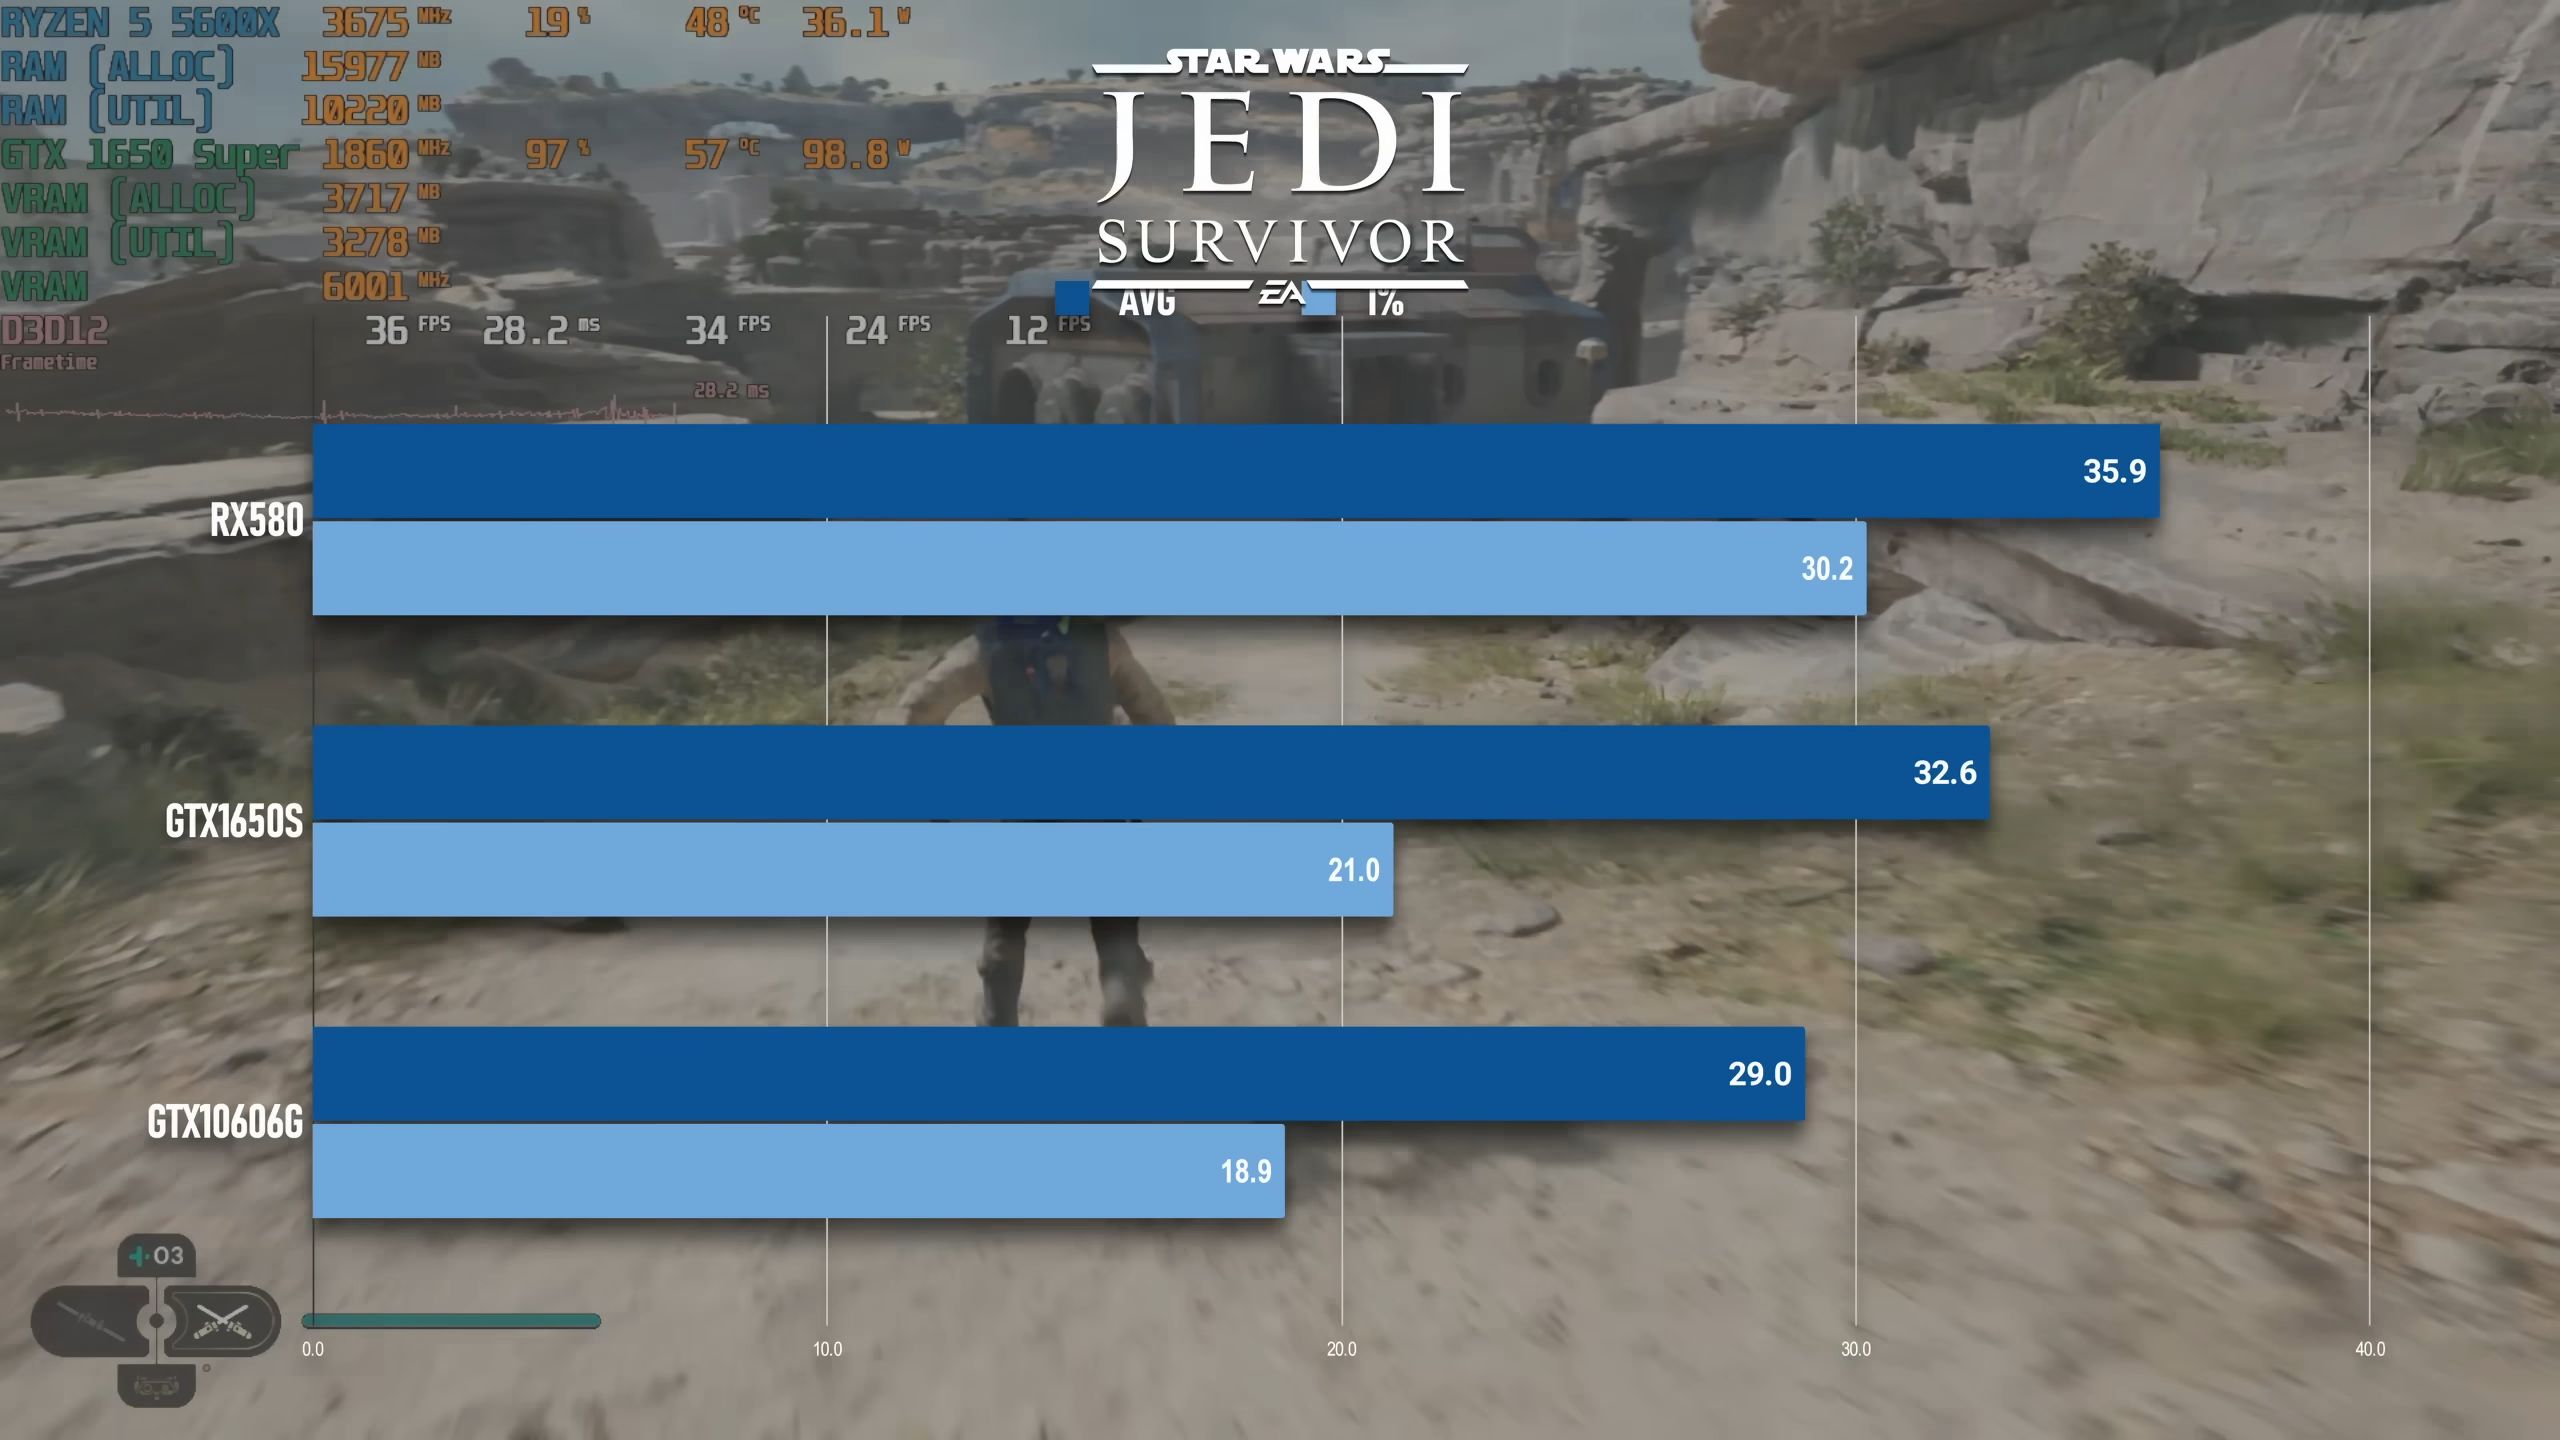 RYZEN 5 5600X 3675 MHz 19 % 48 °C 36.1 W
RAM (ALLOC) 15977 MB
RAM (UTIL) 10220 MB
GTX 1650 Super 1860 MHz 97 % 57 °C 98.8 W
VRAM (ALLOC) 3717 MB
VRAM (UTIL) 3278 MB
VRAM 6001 MHz
D3D12 36 FPS 28.2 ms 34 FPS 24 FPS 12 FPS
Frametime
28.2 ms
STAR WARS
JEDI
SURVIVOR
EA
AVG 1%
RX580
35.9
30.2
GTX1650S
32.6
21.0
GTX10606G
29.0
18.9
03
0.0 10.0 20.0 30.0 40.0